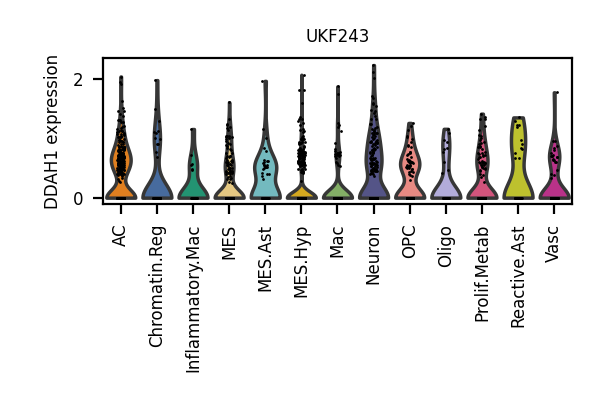 UKF243
DDAH1 expression
2
0
AC
Chromatin.Reg
Inflammatory.Mac
MES
MES.Ast
MES.Hyp
Mac
Neuron
OPC
Oligo
Prolif.Metab
Reactive.Ast
Vasc